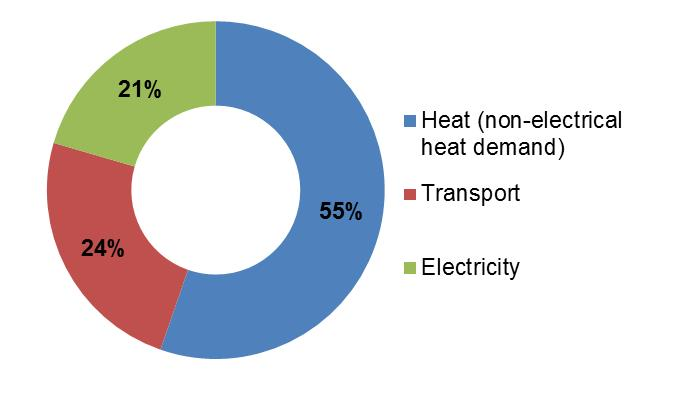 21%
55%
24%
Heat (non-electrical
heat demand)
Transport
Electricity